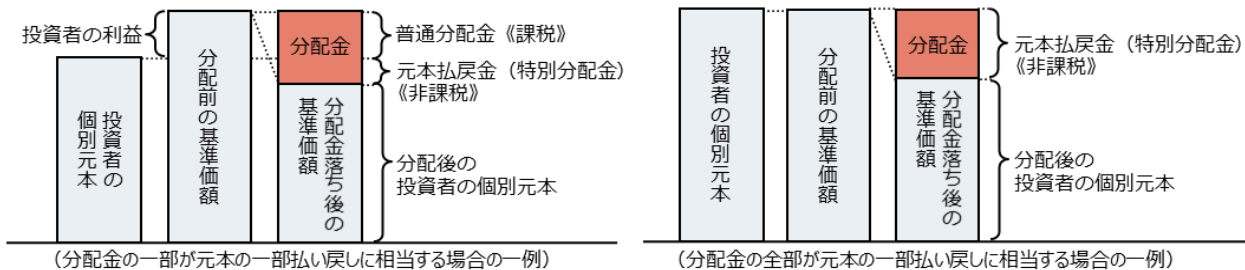 投資者の利益
投資者の
個別元本
分配前の基準価額
分配金
分配金落ち後の
基準価額
普通分配金《課税》
元本払戻金（特別分配金）
《非課税》
分配後の
投資者の個別元本
（分配金の一部が元本の一部払い戻しに相当する場合の一例）
投資者の個別元本
分配前の基準価額
分配金
分配金落ち後の
基準価額
元本払戻金（特別分配金）
《非課税》
分配後の
投資者の個別元本
（分配金の全部が元本の一部払い戻しに相当する場合の一例）